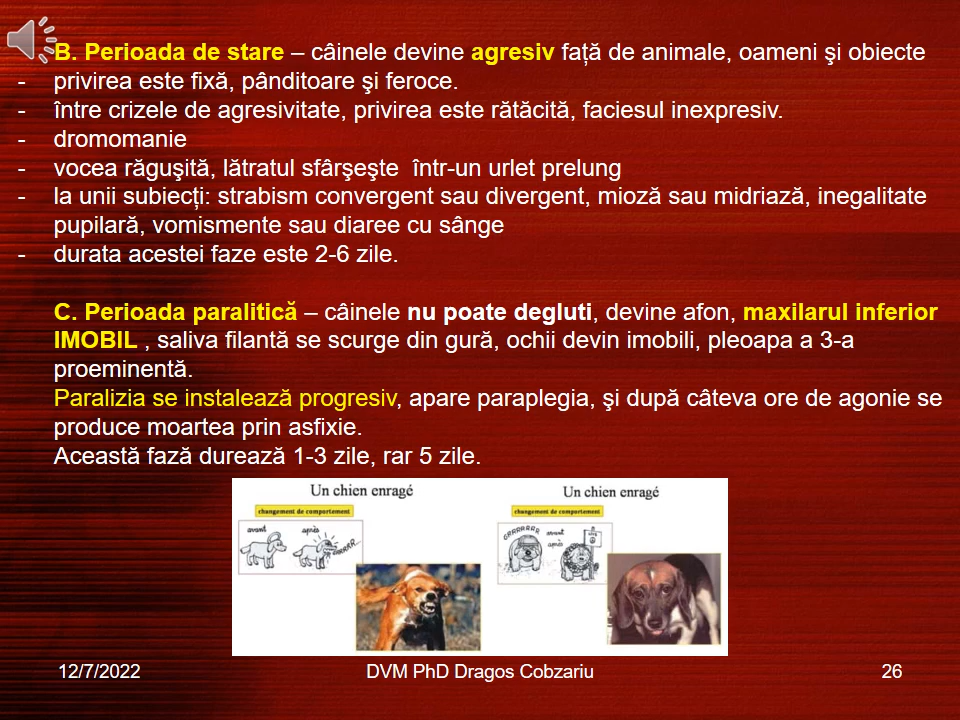 B. Perioada de stare – câinele devine agresiv față de animale, oameni şi obiecte
- privirea este fixă, pânditoare şi feroce.
- între crizele de agresivitate, privirea este rătăcită, faciesul inexpresiv.
- dromomanie
- vocea răguşită, lătratul sfârşeşte într-un urlet prelung
- la unii subiecți: strabism convergent sau divergent, mioză sau midriază, inegalitate
pupilară, vomismente sau diaree cu sânge
- durata acestei faze este 2-6 zile.
C. Perioada paralitică – câinele nu poate degluti, devine afon, maxilarul inferior
IMOBIL , saliva filantă se scurge din gură, ochii devin imobili, pleoapa a 3-a
proeminentă.
Paralizia se instalează progresiv, apare paraplegia, şi după câteva ore de agonie se
produce moartea prin asfixie.
Această fază durează 1-3 zile, rar 5 zile.
Un chien enragé
changement de comportement
avant après
Un chien enragé
changement de comportement
avant
après
12/7/2022 DVM PhD Dragos Cobzariu 26